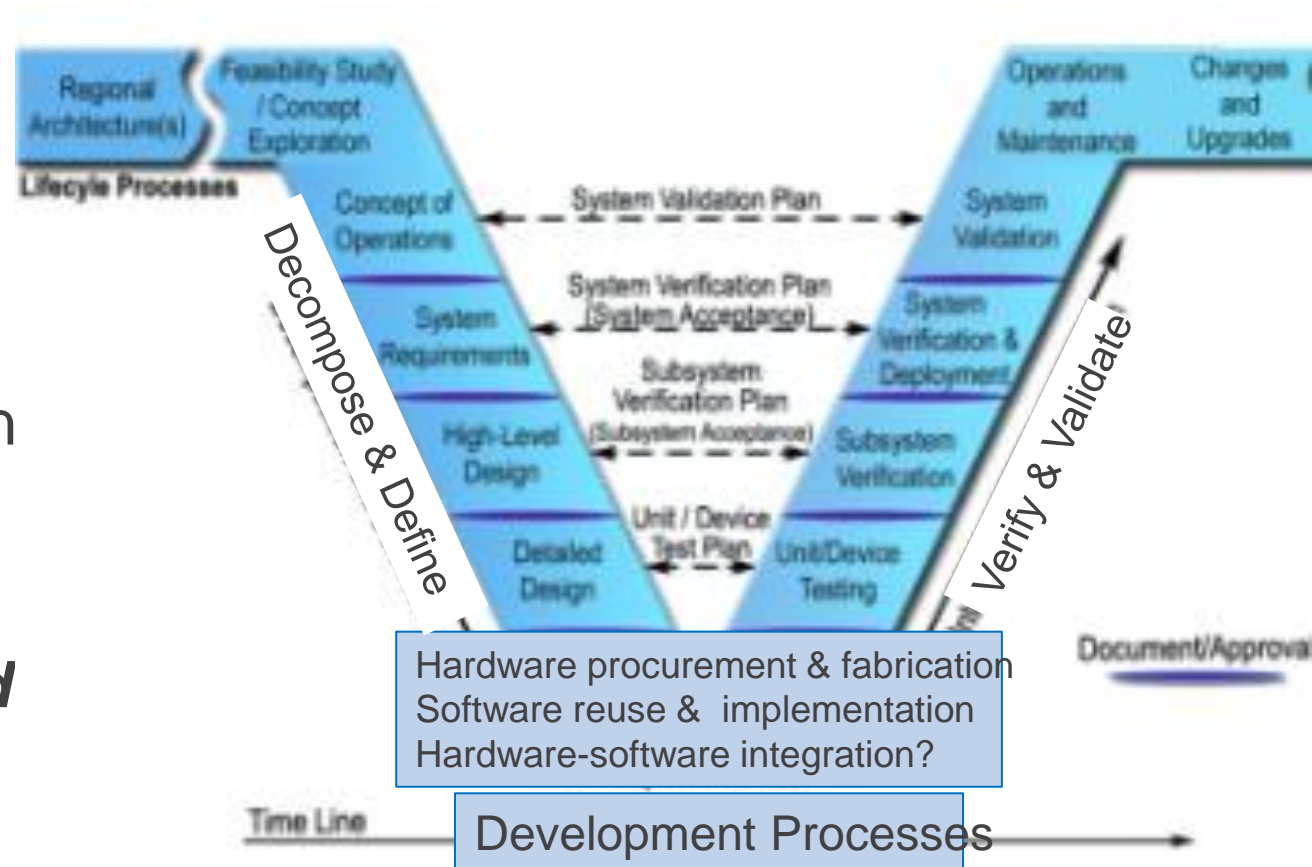 Regional
Architecture(s)
Feasibility Study
/ Concept
Exploration
Operations
and
Maintenance
Changes
and
Upgrades
Lifecyle Processes
Concept of
Operations
System Validation Plan
System
Validation
Decompose & Define
System
Requirements
System Verification Plan
(System Acceptance)
System
Verification &
Deployment
Verify & Validate
High-Level
Design
Subsystem
Verification Plan
(Subsystem Acceptance)
Subsystem
Verification
n
Detailed
Design
Unit / Device
Test Plan
Unit/Device
Testing
d
Hardware procurement & fabrication
Software reuse & implementation
Hardware-software integration?
Document/Approval
Time Line
Development Processes